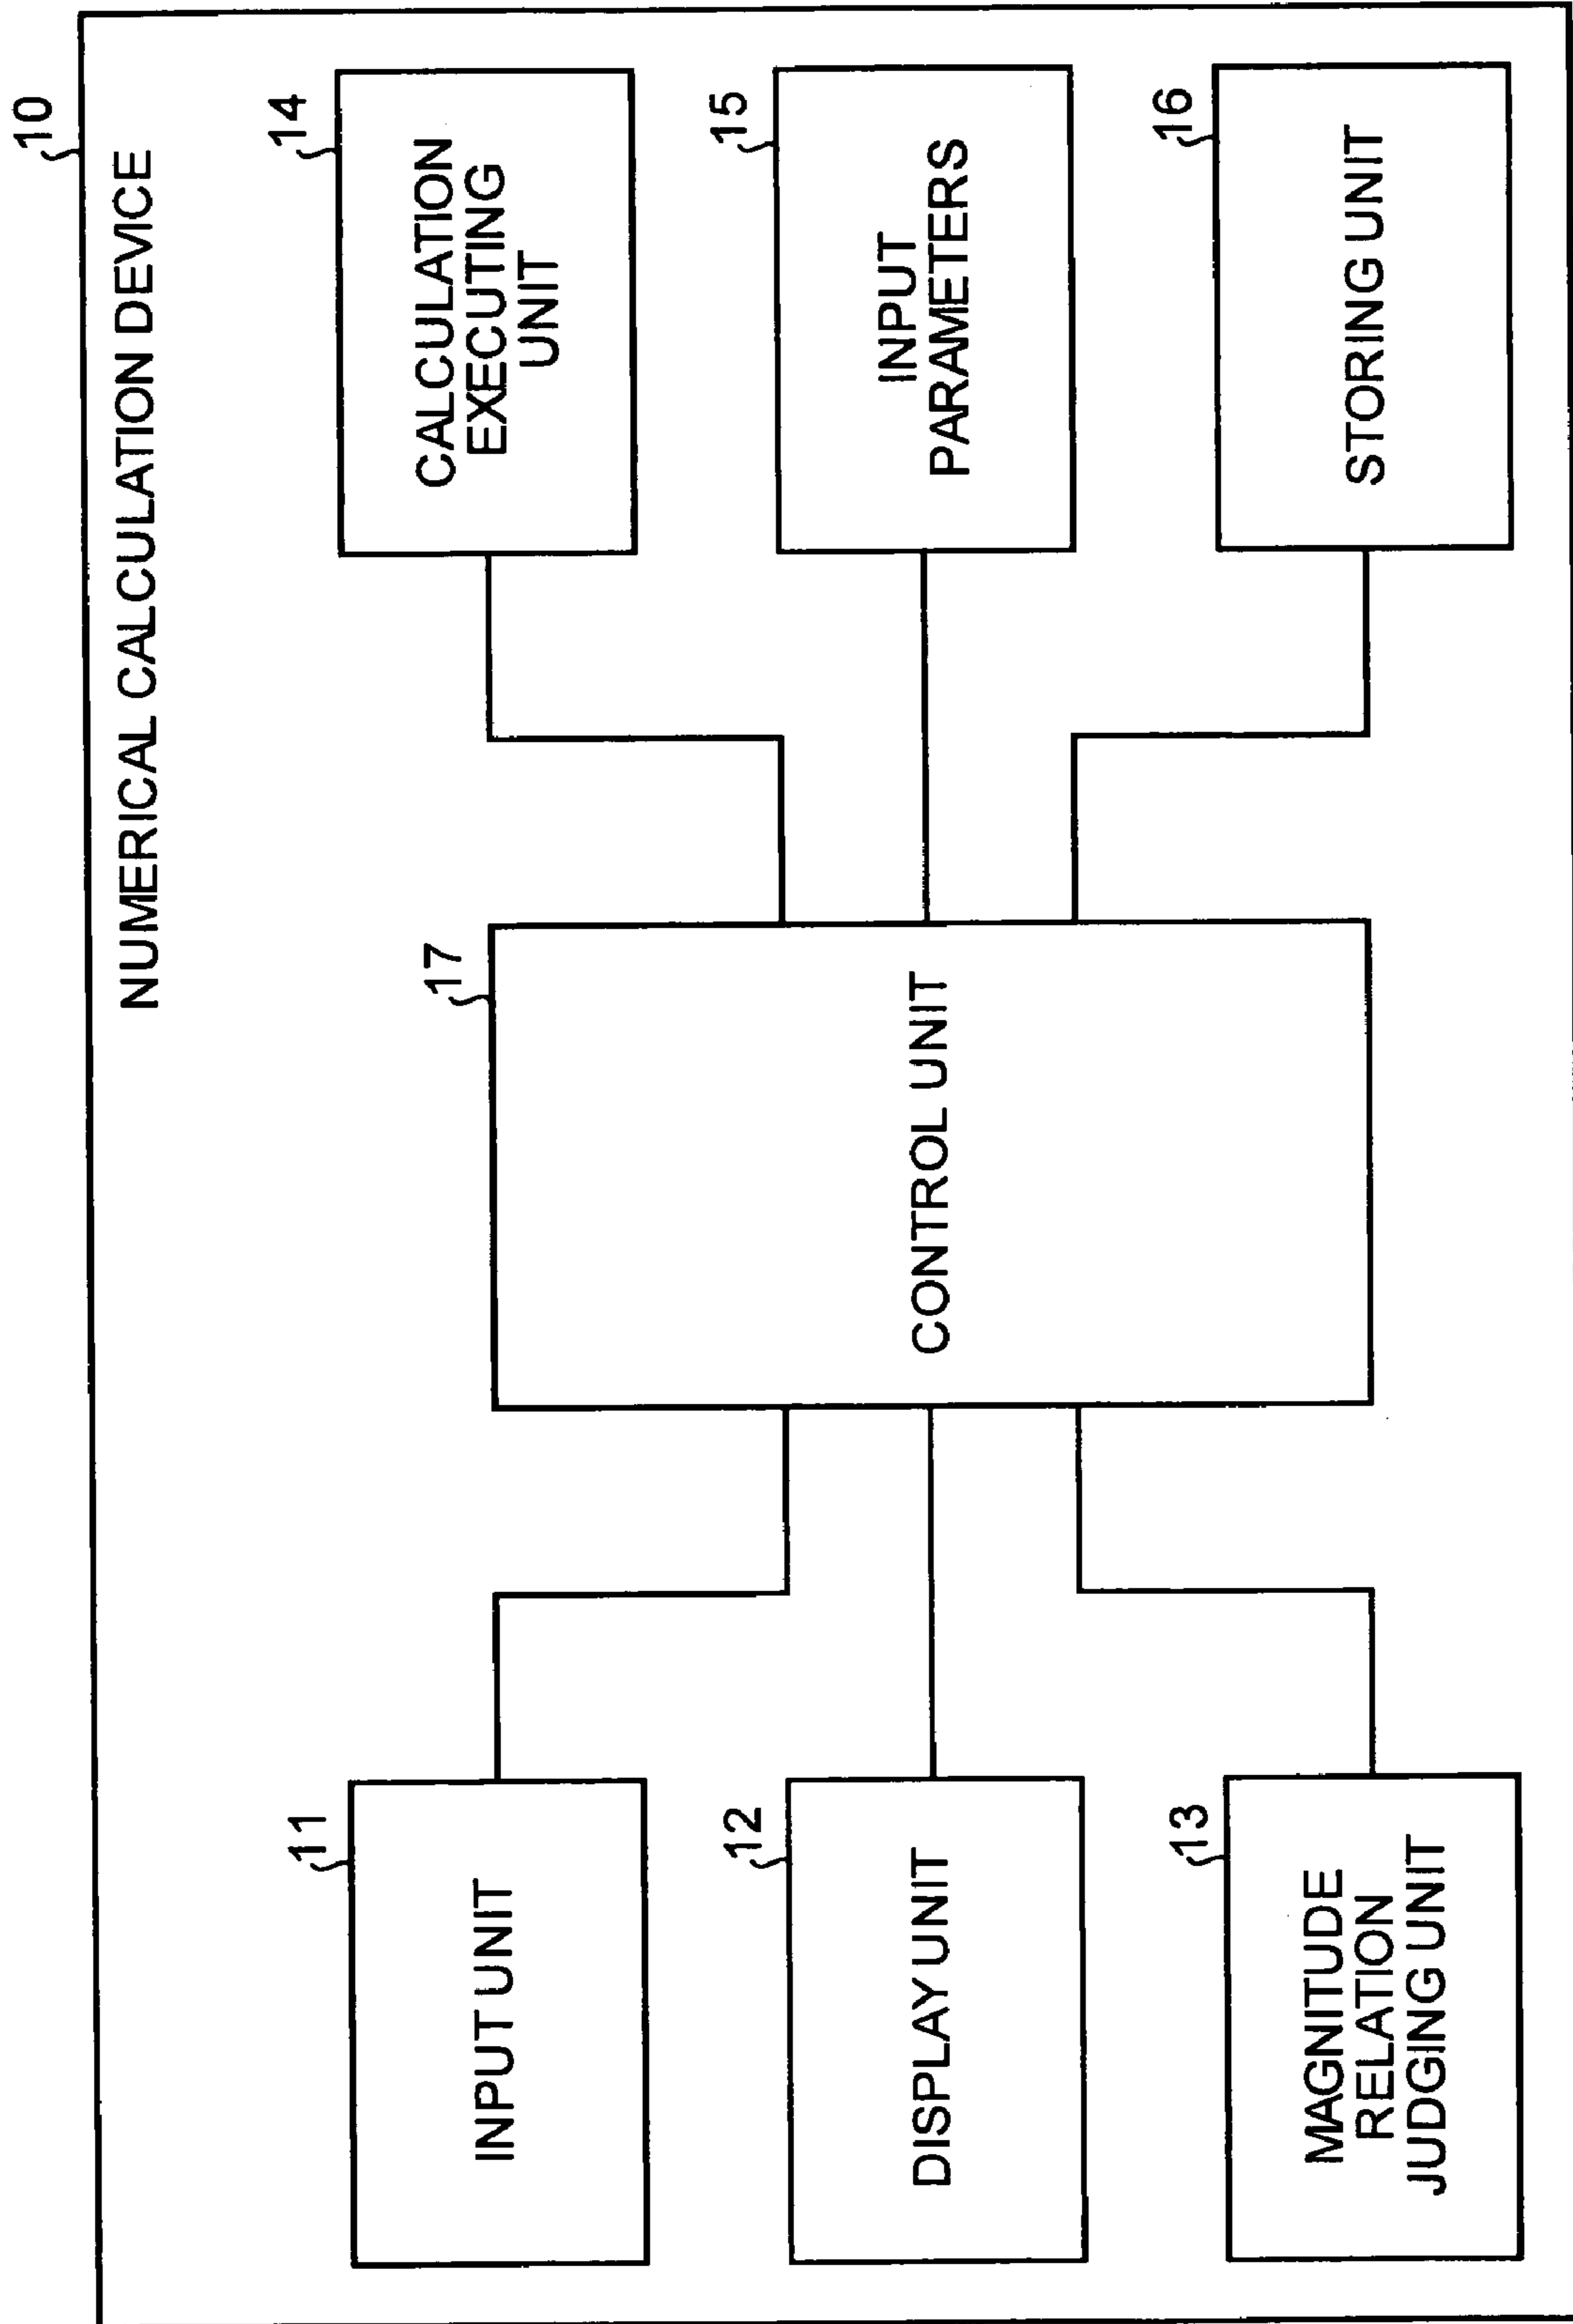 10
NUMERICAL CALCULATION DEVICE
11
INPUT UNIT
12
DISPLAY UNIT
13
MAGNITUDE
RELATION
JUDGING UNIT
17
CONTROL UNIT
14
CALCULATION
EXECUTING
UNIT
15
INPUT
PARAMETERS
16
STORING UNIT